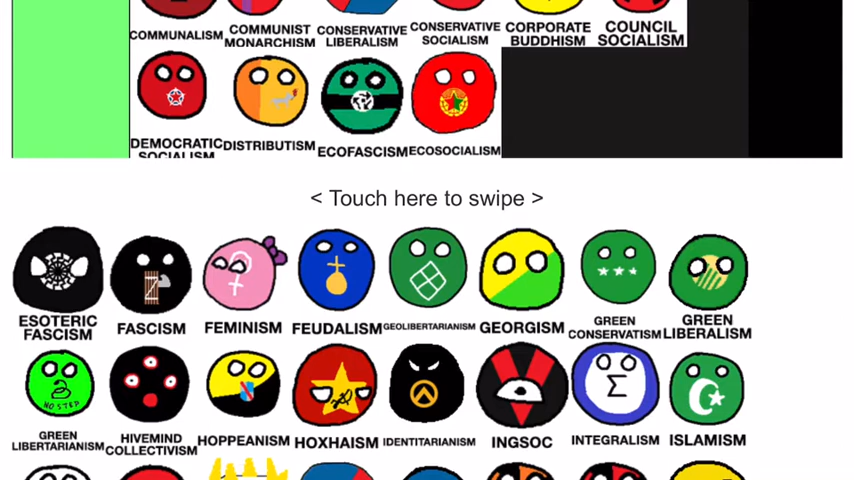 COMMUNALISM
COMMUNIST
MONARCHISM
CONSERVATIVE
LIBERALISM
CONSERVATIVE
SOCIALISM
CORPORATE
BUDDHISM
COUNCIL
SOCIALISM
DEMOCRATIC
SOCIALISM
DISTRIBUTISM
ECOFASCISM
ECOSOCIALISM
< Touch here to swipe >
ESOTERIC
FASCISM
FASCISM
FEMINISM
FEUDALISM
GEOLIBERTARIANISM
GEORGISM
GREEN
CONSERVATISM
GREEN
LIBERALISM
NO STEP
GREEN
LIBERTARIANISM
HIVEMIND
COLLECTIVISM
HOPPEANISM
HOXHAISM
IDENTITARIANISM
INGSOC
Σ
INTEGRALISM
ISLAMISM